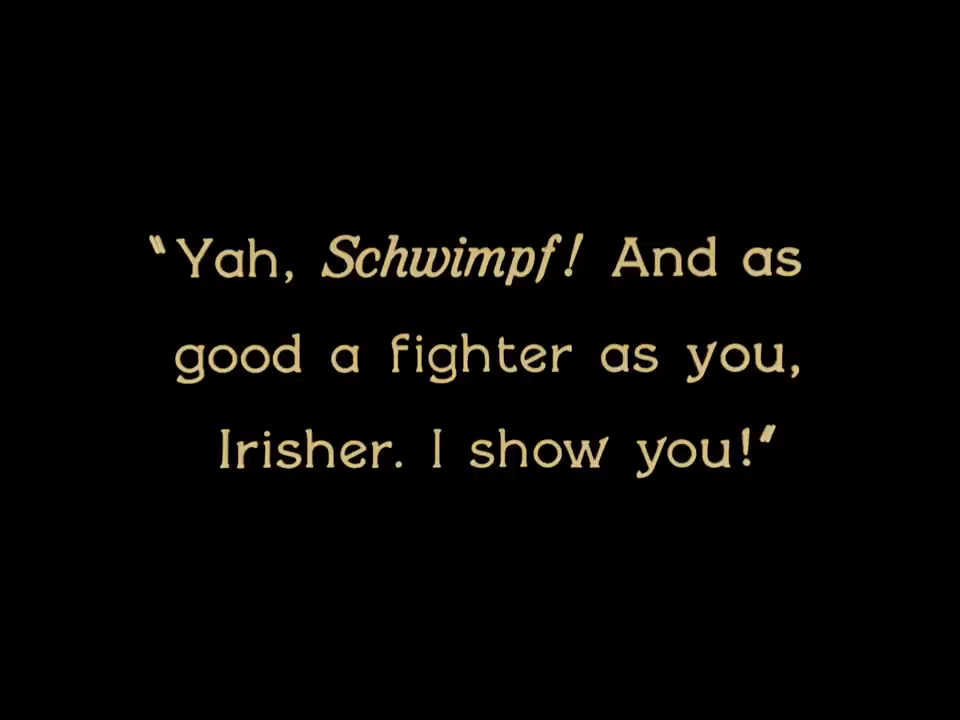 "Yah, Schwimpf! And as
good a fighter as you,
Irisher. I show you!"